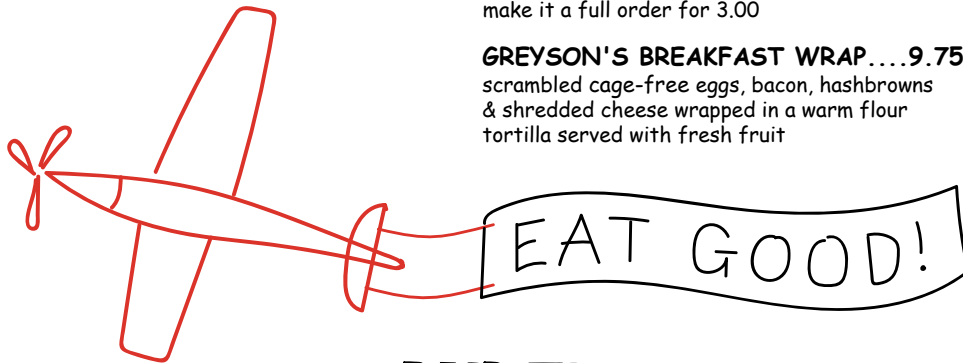 make it a full order for 3.00
GREYSON'S BREAKFAST WRAP....9.75
scrambled cage-free eggs, bacon, hashbrowns
& shredded cheese wrapped in a warm flour
tortilla served with fresh fruit
EAT GOOD!